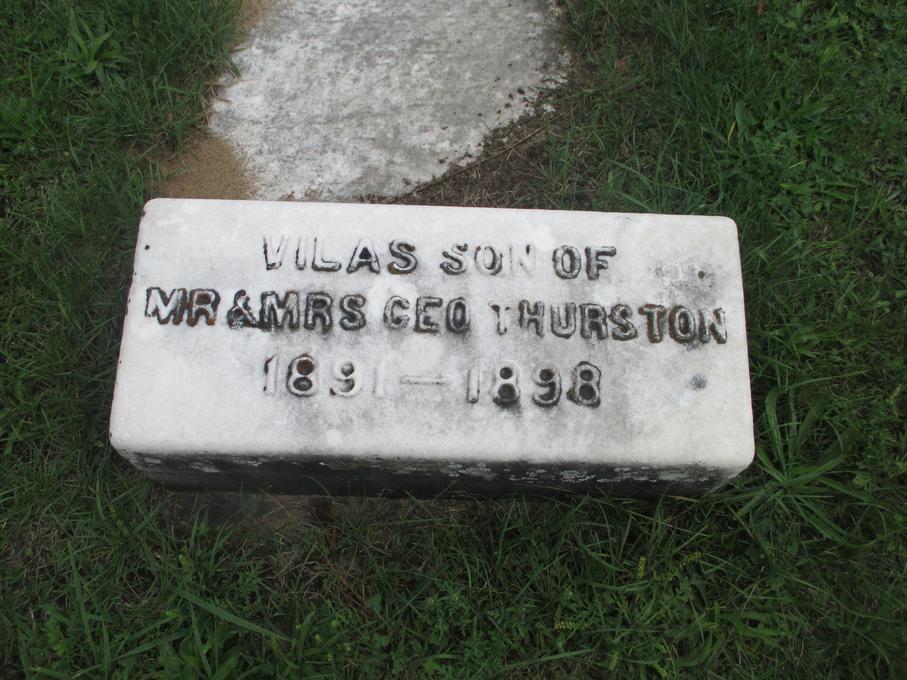 VILAS SON OF
MR & MRS GEO THURSTON
1891 — 1898